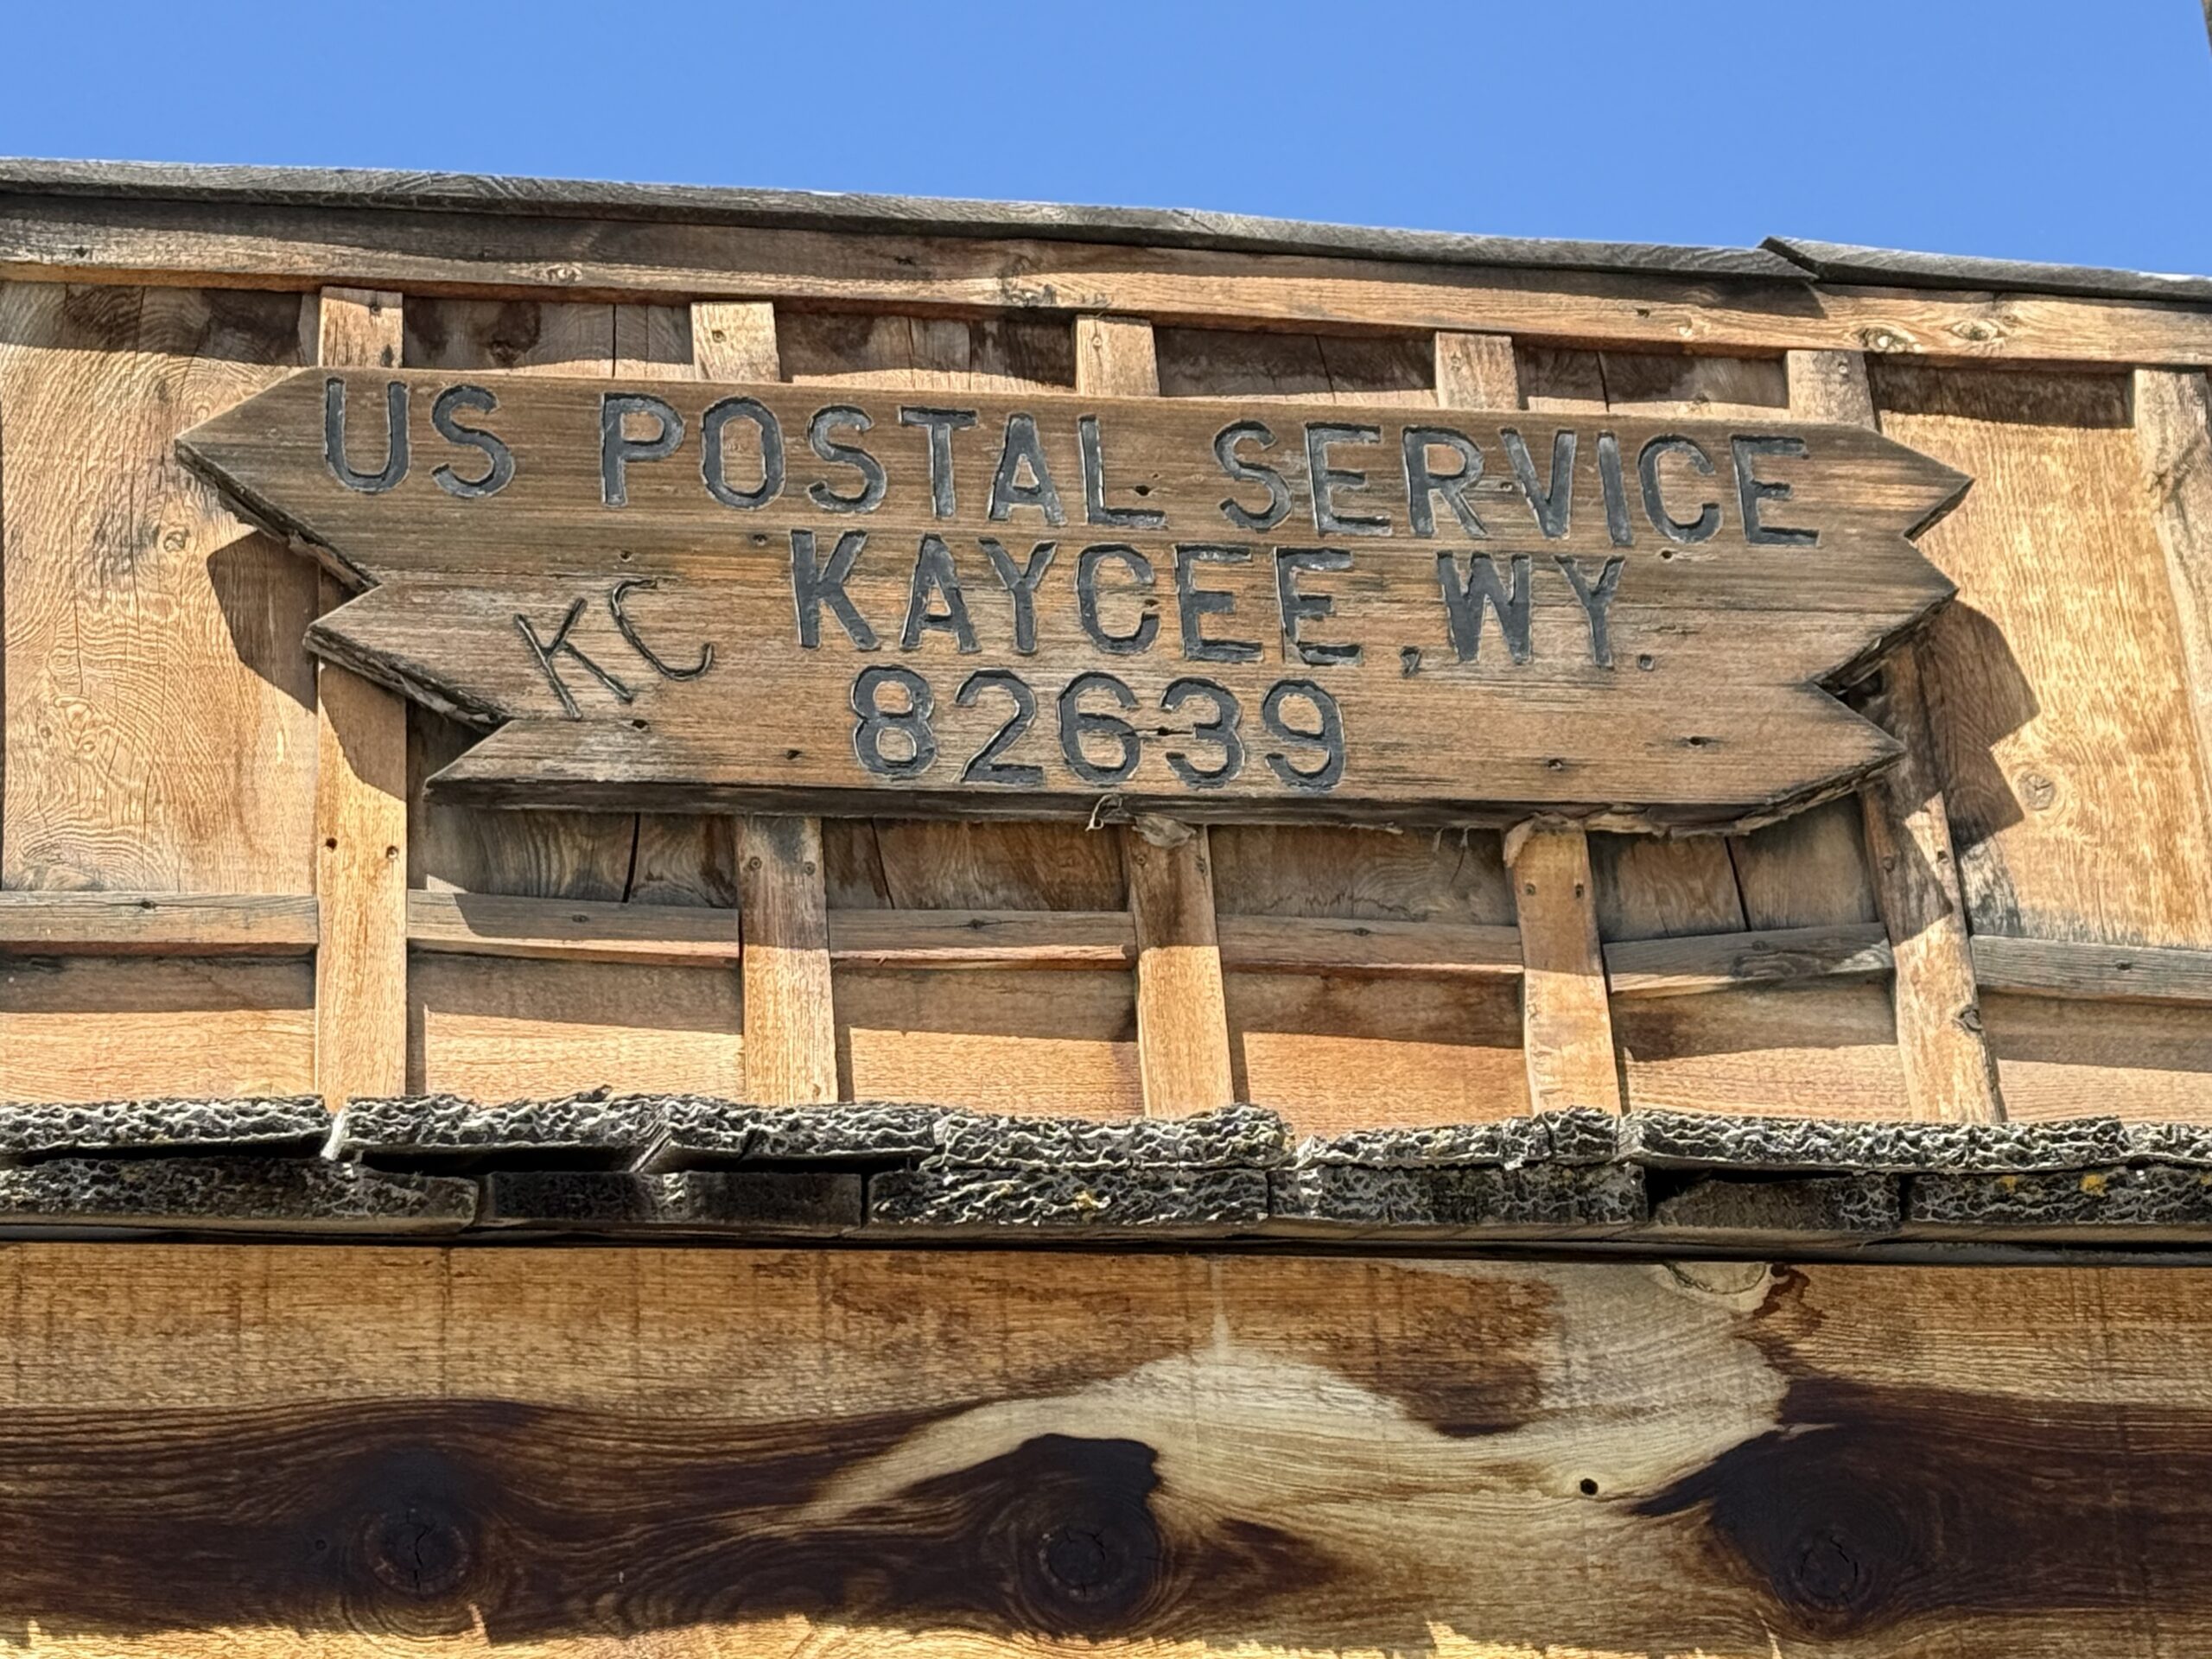 US POSTAL SERVICE
KC KAYCEE, WY.
82639